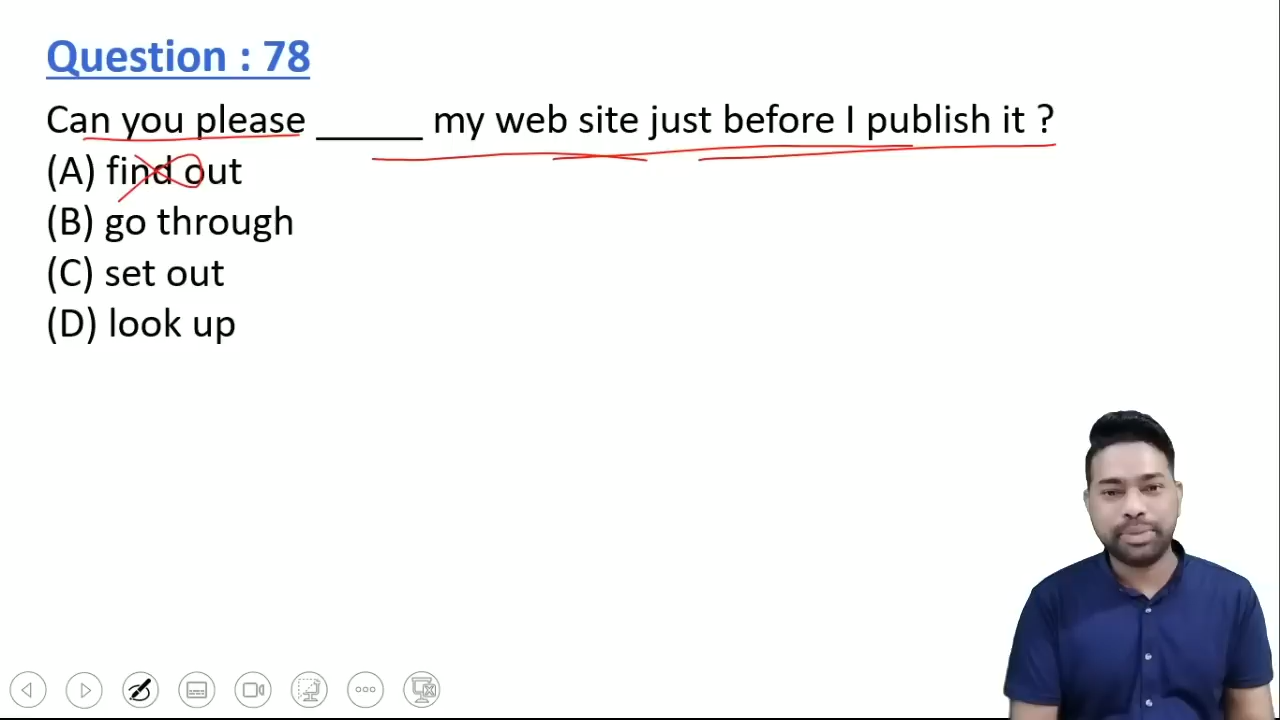 Question : 78
Can you please _____ my web site just before I publish it ?
(A) find out
(B) go through
(C) set out
(D) look up